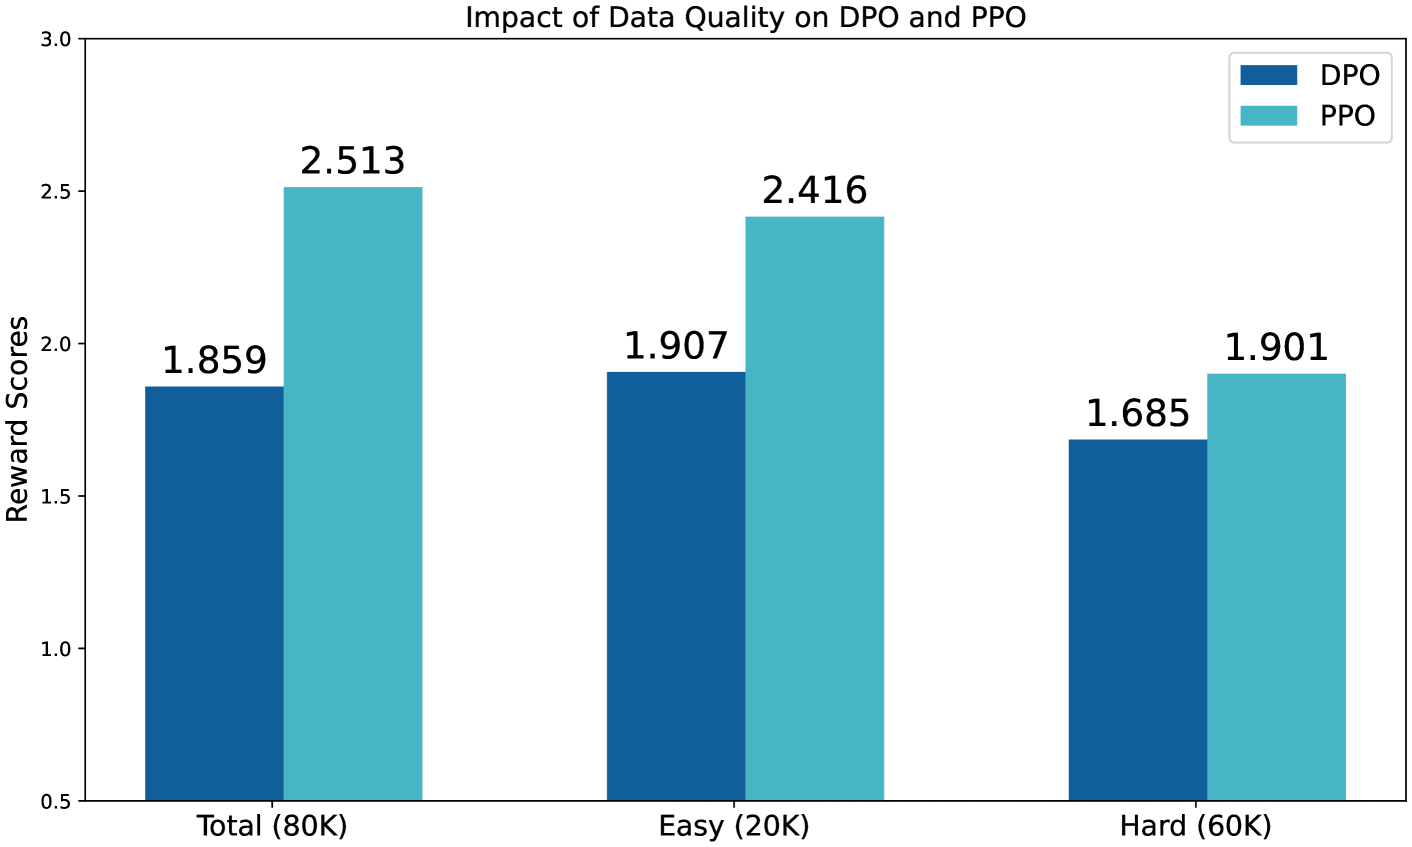 Impact of Data Quality on DPO and PPO
3.0
2.5
2.0
1.5
1.0
0.5
Reward Scores
DPO
PPO
1.859
2.513
1.907
2.416
1.685
1.901
Total (80K)
Easy (20K)
Hard (60K)